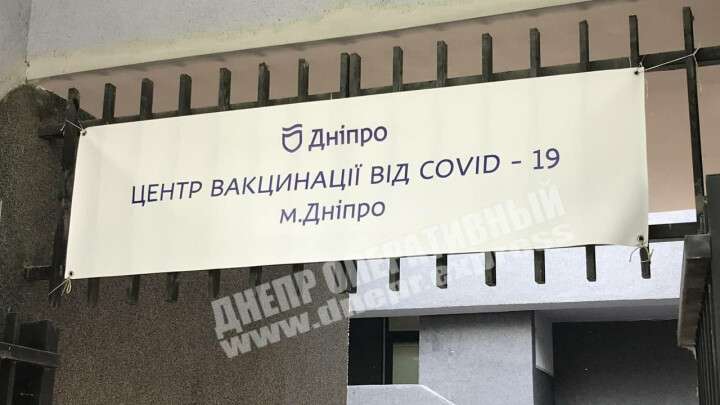 Дніпро
ЦЕНТР ВАКЦИНАЦІЇ ВІД COVID - 19
м.Дніпро
ДНЕПР ОПЕРАТИВНЫЙ
www.dnepr.express